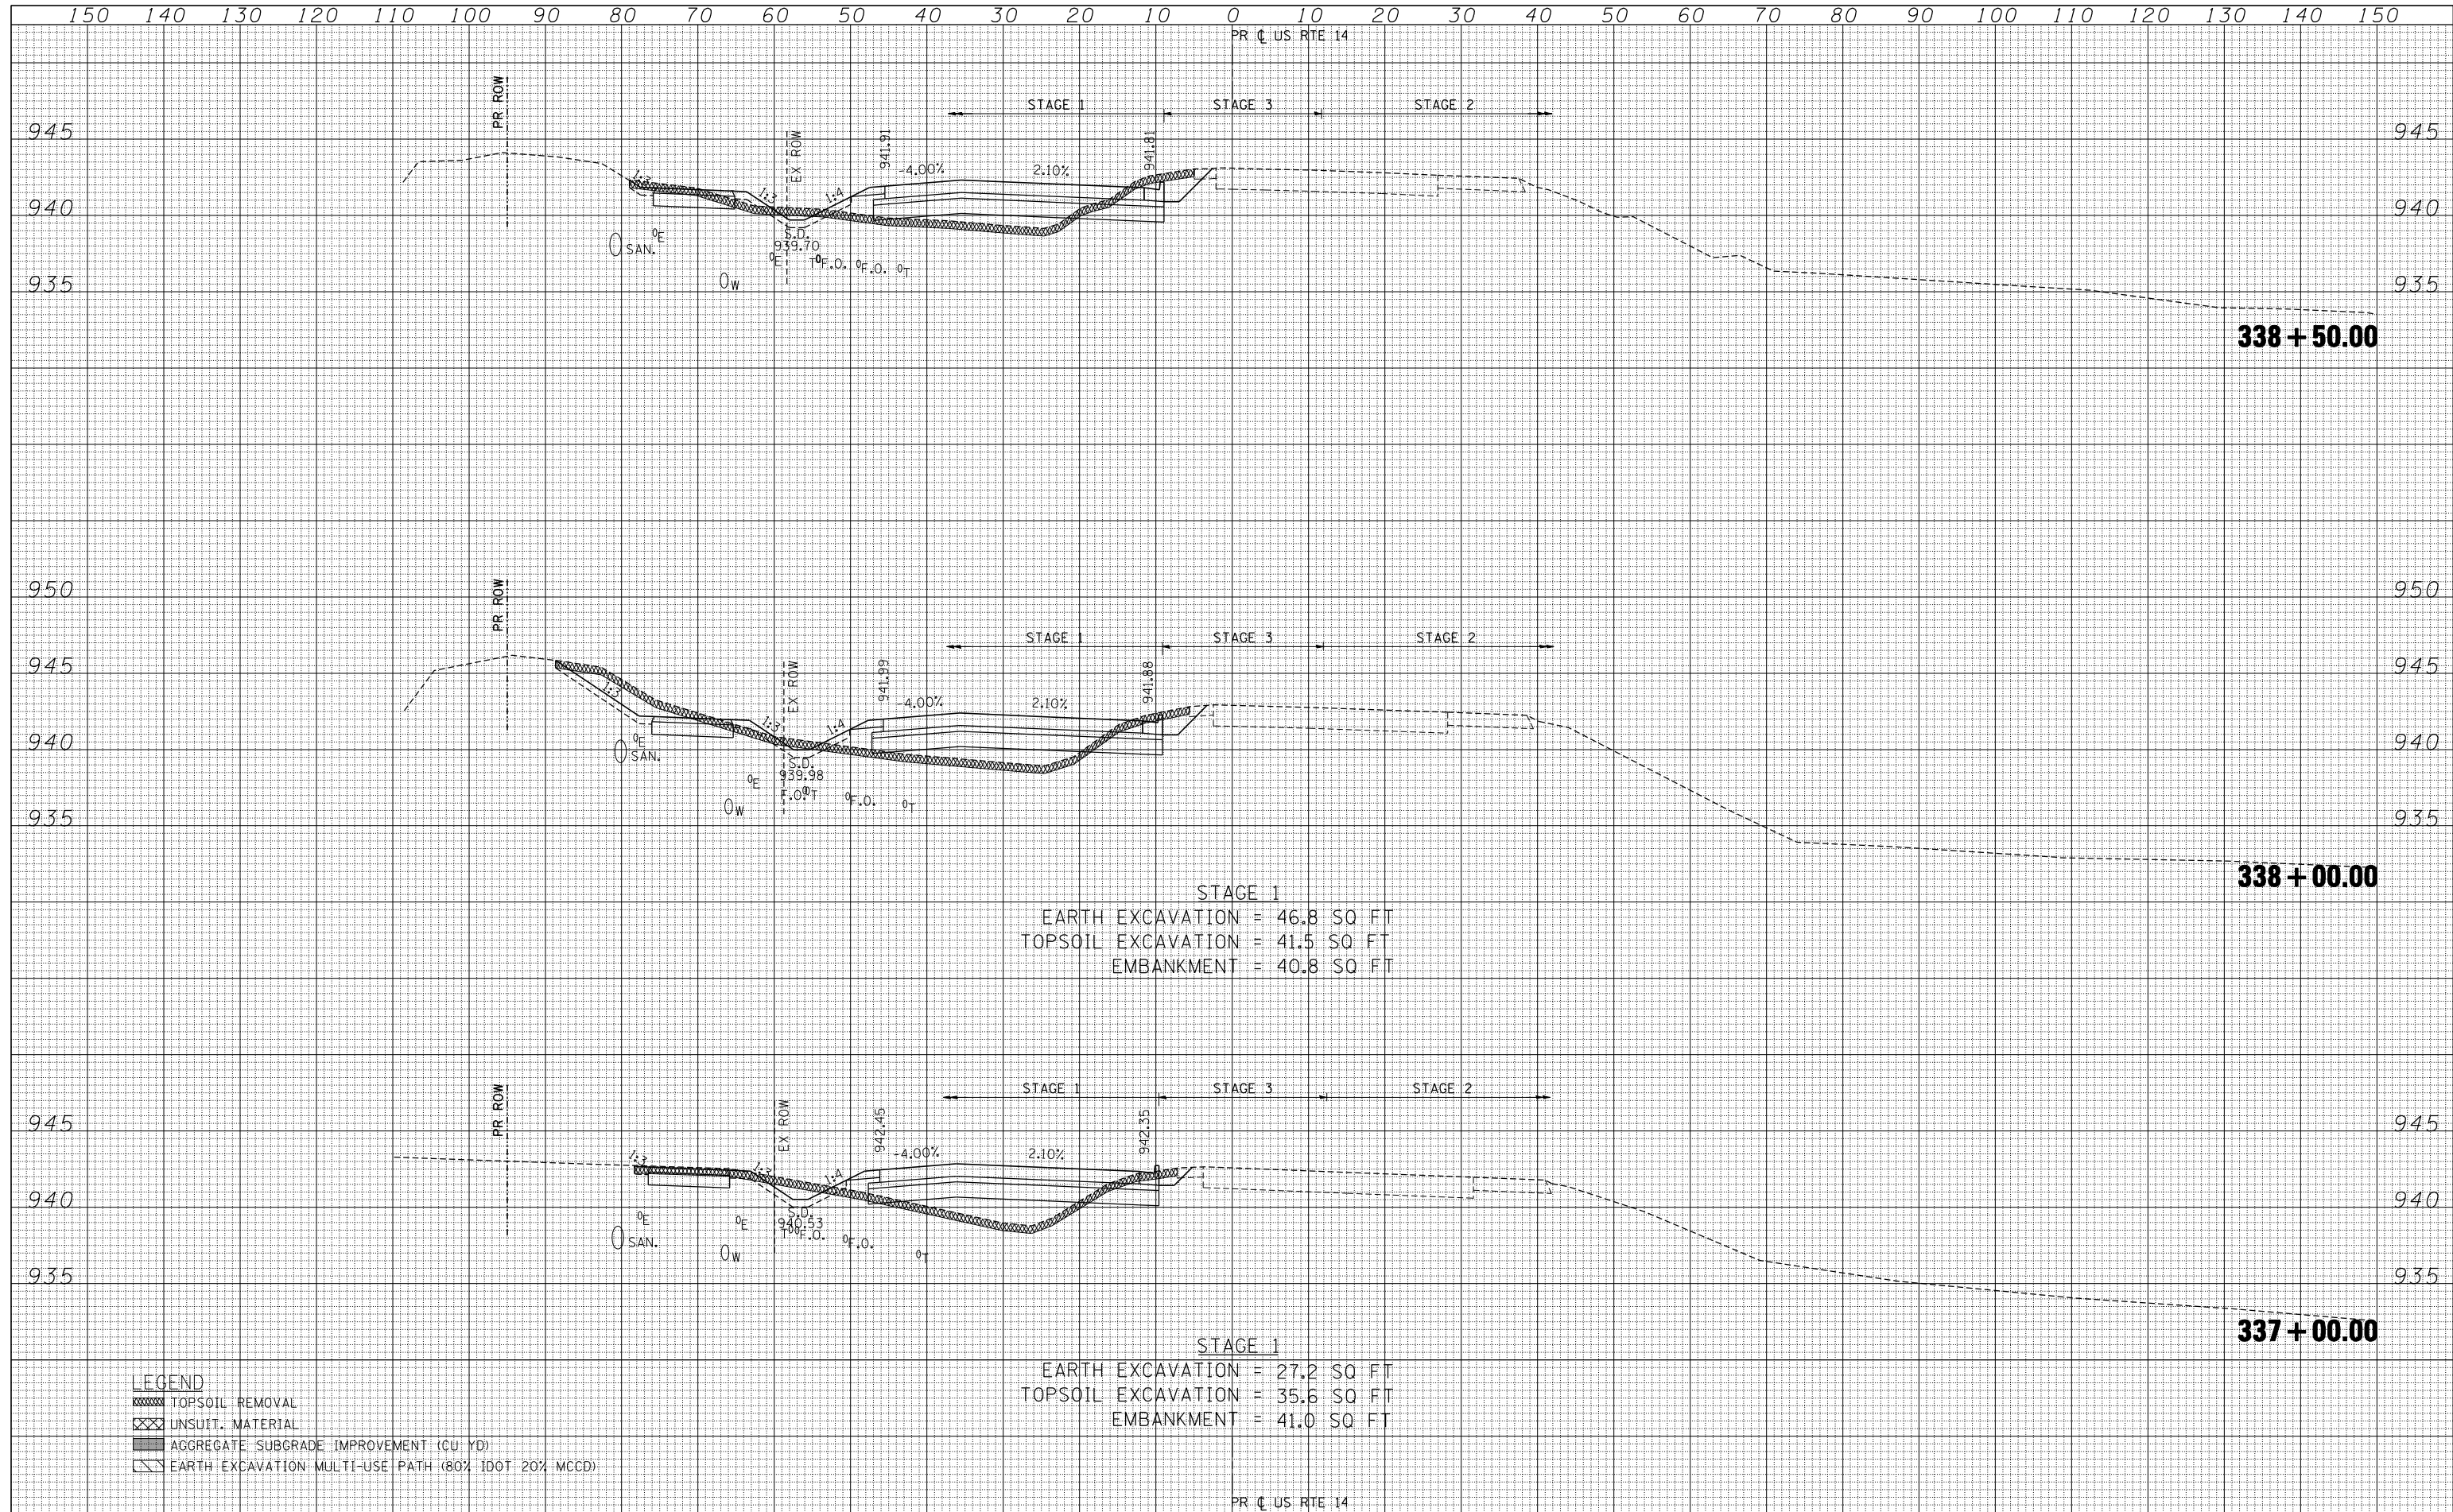 150 140 130 120 110 100 90 80 70 60 50 40 30 20 10 0 10 20 30 40 50 60 70 80 90 100 110 120 130 140 150
PR ℄ US RTE 14
PR ROW
STAGE 1 STAGE 3 STAGE 2
945 945
EX ROW
941.91
941.81
-4.00% 2.10%
1:3 1:3 1:4
940 940
S.D.
939.70
SAN. E
E T F.O. F.O. T
W
935 935
338+50.00
950 950
PR ROW
STAGE 1 STAGE 3 STAGE 2
945 945
EX ROW
941.99
941.88
-4.00% 2.10%
1:3 1:3 1:4
940 940
E
SAN.
S.D.
939.98
E
F.O. T F.O. T
W
935 935
338+00.00
STAGE 1
EARTH EXCAVATION = 46.8 SQ FT
TOPSOIL EXCAVATION = 41.5 SQ FT
EMBANKMENT = 40.8 SQ FT
PR ROW
STAGE 1 STAGE 3 STAGE 2
945 945
EX ROW
942.45
942.35
-4.00% 2.10%
1:3 1:3 1:4
940 940
S.D.
940.53
E E
T F.O. F.O. T
SAN. W
935 935
337+00.00
STAGE 1
EARTH EXCAVATION = 27.2 SQ FT
TOPSOIL EXCAVATION = 35.6 SQ FT
EMBANKMENT = 41.0 SQ FT
LEGEND
TOPSOIL REMOVAL
UNSUIT. MATERIAL
AGGREGATE SUBGRADE IMPROVEMENT (CU YD)
EARTH EXCAVATION MULTI-USE PATH (80% IDOT 20% MCCD)
PR ℄ US RTE 14